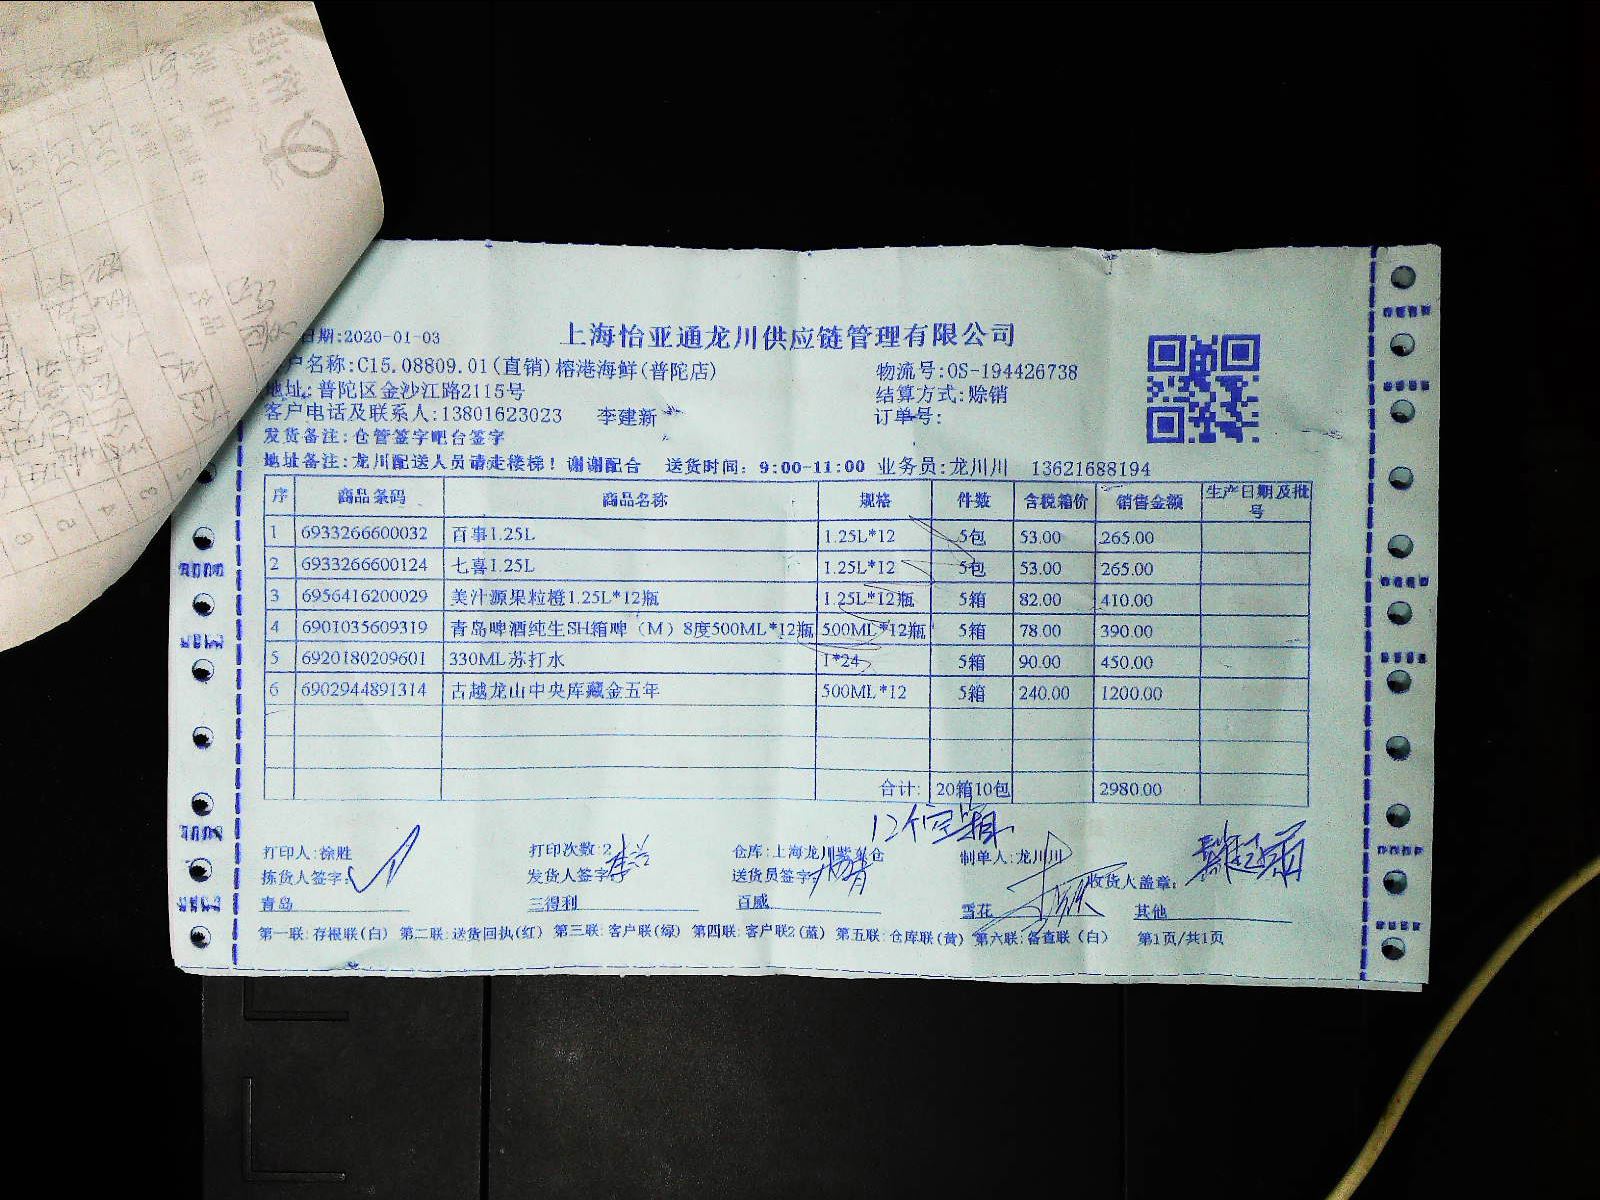 日期:2020-01-03
上海怡亚通龙川供应链管理有限公司
户名称:C15.08809.01(直销)榕港海鲜(普陀店)
物流号:OS-194426738
地址:普陀区金沙江路2115号
结算方式:赊销
客户电话及联系人:13801623023 李建新
订单号:
发货备注:仓管签字吧台签字
地址备注:龙川配送人员请走楼梯！谢谢配合 送货时间：9:00-11:00 业务员:龙川川 13621688194
序 商品条码 商品名称 规格 件数 含税箱价 销售金额 生产日期及批号
1 6933266600032 百事1.25L 1.25L*12 5包 53.00 265.00
2 6933266600124 七喜1.25L 1.25L*12 5包 53.00 265.00
3 6956416200029 美汁源果粒橙1.25L*12瓶 1.25L*12瓶 5箱 82.00 410.00
4 6901035609319 青岛啤酒纯生SH箱啤（M）8度500ML*12瓶 500ML*12瓶 5箱 78.00 390.00
5 6920180209601 330ML苏打水 1*24 5箱 90.00 450.00
6 6902944891314 古越龙山中央库藏金五年 500ML*12 5箱 240.00 1200.00
合计: 20箱10包 2980.00
12个空箱
打印人:徐胜 打印次数:2 仓库:上海龙川 仓 制单人:龙川川
拣货人签字: 发货人签字: 送货员签字: 收货人盖章:
青岛 三得利 百威 雪花 其他
第一联:存根联(白) 第二联:送货回执(红) 第三联:客户联(绿) 第四联:客户联2(蓝) 第五联:仓库联(黄) 第六联:备查联(白) 第1页/共1页